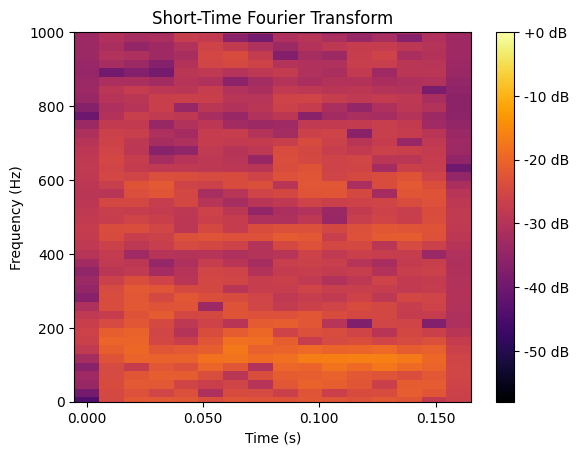 Short-Time Fourier Transform
1000
800
600
400
200
0
Frequency (Hz)
0.000
0.050
0.100
0.150
Time (s)
+0 dB
-10 dB
-20 dB
-30 dB
-40 dB
-50 dB